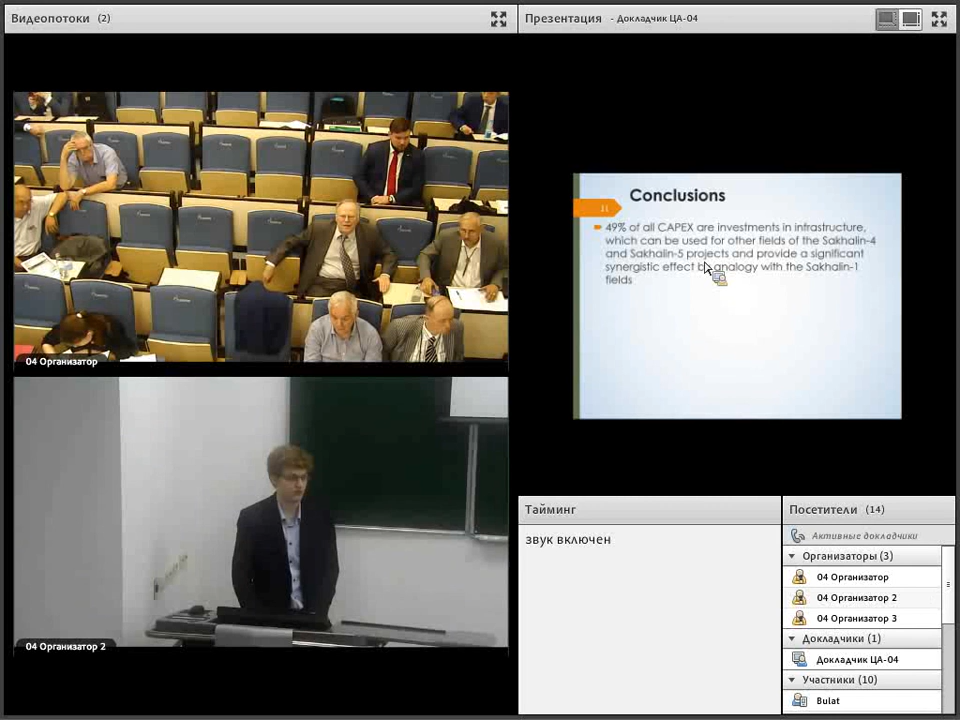 Видеопотоки (2)
04 Организатор
04 Организатор 2
Презентация - Докладчик ЦА-04
11
Conclusions
49% of all CAPEX are investments in infrastructure,
which can be used for other fields of the Sakhalin-4
and Sakhalin-5 projects and provide a significant
synergistic effect by analogy with the Sakhalin-1
fields
Тайминг
звук включен
Посетители (14)
Активные докладчики
Организаторы (3)
04 Организатор
04 Организатор 2
04 Организатор 3
Докладчики (1)
Докладчик ЦА-04
Участники (10)
Bulat